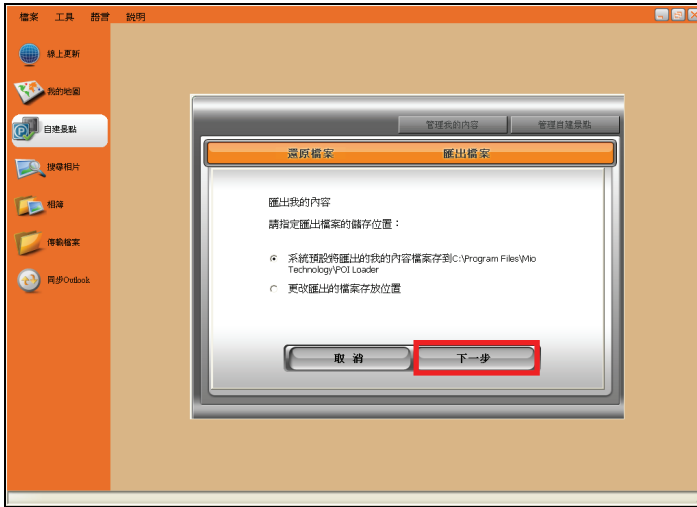 檔案 工具 語言 說明
線上更新
我的地圖
自建景點
搜尋相片
相簿
傳輸檔案
同步Outlook
管理我的內容 管理自建景點
還原檔案 匯出檔案
匯出我的內容
請指定匯出檔案的儲存位置：
系統預設將匯出的我的內容檔案存到C:\Program Files\Mio
Technology\POI Loader
更改匯出的檔案存放位置
取 消 下一步